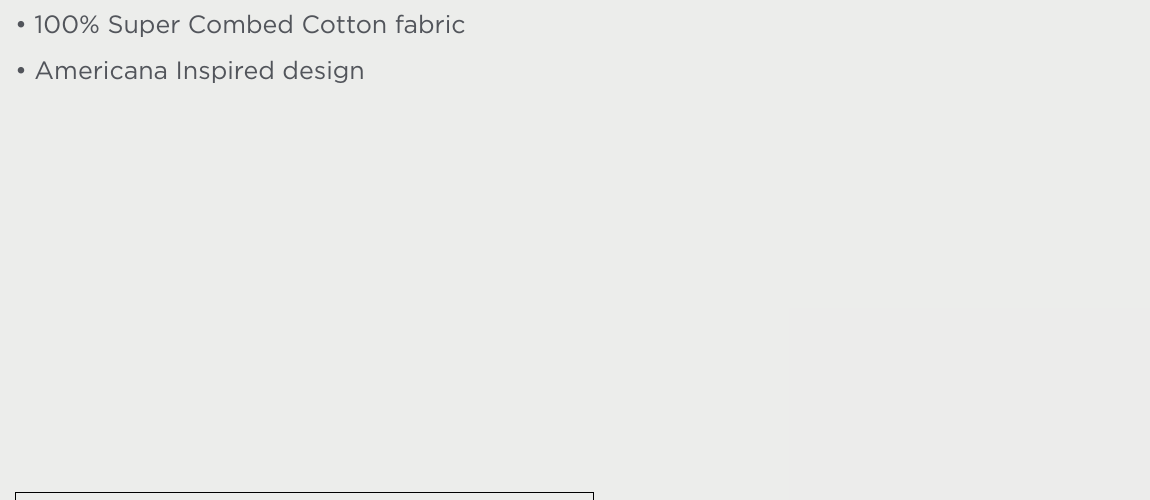 • 100% Super Combed Cotton fabric
• Americana Inspired design